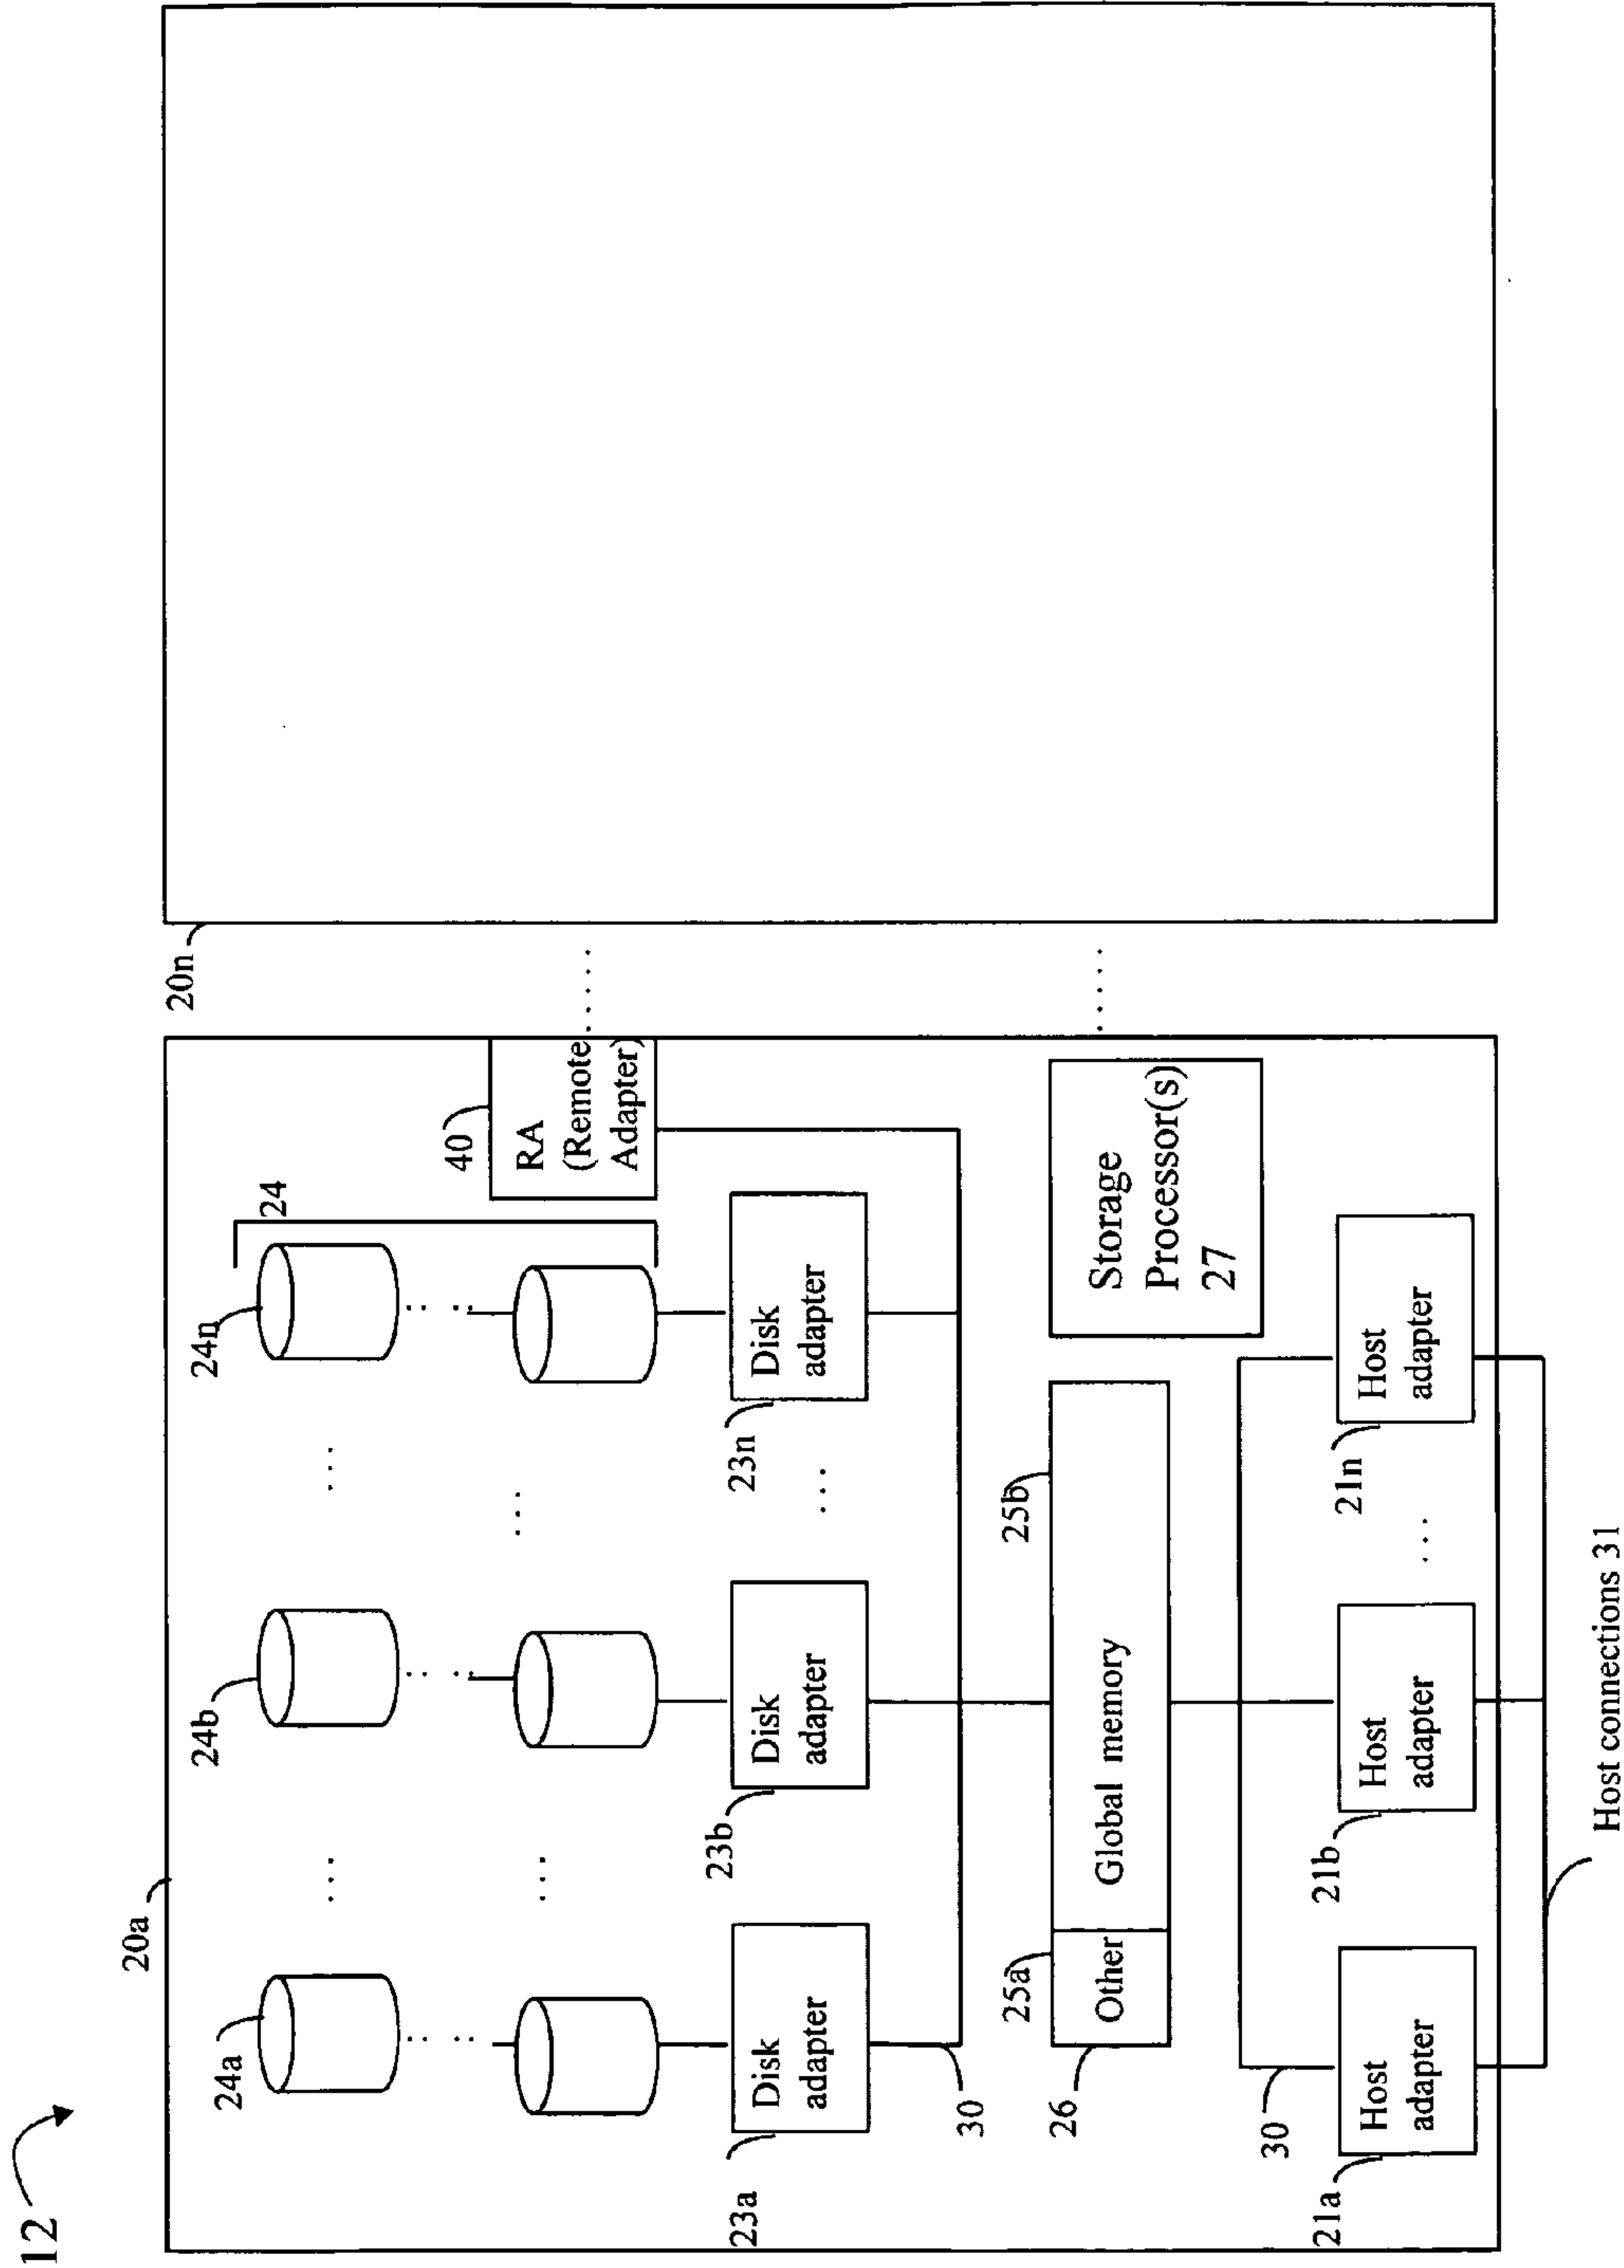 12
20a
20n
24a
24b
24n
24
40
RA
(Remote
Adapter)
23a
Disk
adapter
23b
Disk
adapter
23n
Disk
adapter
30
25a
25b
26
Other
Global memory
Storage
Processor(s)
27
30
21a
Host
adapter
21b
Host
adapter
21n
Host
adapter
Host connections 31